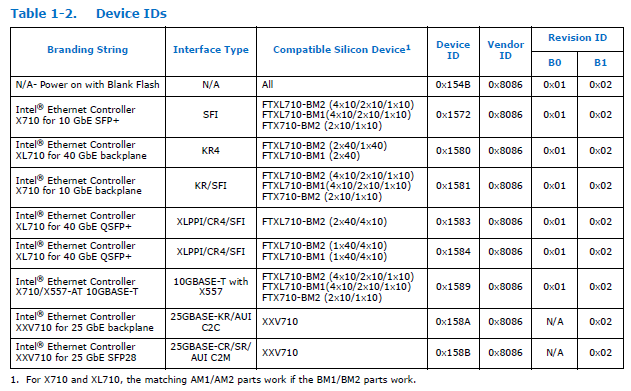 Table 1-2. Device IDs
Branding String Interface Type Compatible Silicon Device1 Device ID Vendor ID Revision ID
B0 B1
N/A- Power on with Blank Flash N/A All 0x154B 0x8086 0x01 0x02
Intel® Ethernet Controller X710 for 10 GbE SFP+ SFI FTXL710-BM2 (4x10/2x10/1x10) FTXL710-BM1(4x10/2x10/1x10) FTX710-BM2 (2x10/1x10) 0x1572 0x8086 0x01 0x02
Intel® Ethernet Controller XL710 for 40 GbE backplane KR4 FTXL710-BM2 (2x40/1x40) FTXL710-BM1 (2x40) 0x1580 0x8086 0x01 0x02
Intel® Ethernet Controller X710 for 10 GbE backplane KR/SFI FTXL710-BM2 (4x10/2x10/1x10) FTXL710-BM1(4x10/2x10/1x10) FTX710-BM2 (2x10/1x10) 0x1581 0x8086 0x01 0x02
Intel® Ethernet Controller XL710 for 40 GbE QSFP+ XLPPI/CR4/SFI FTXL710-BM2 (2x40/4x10) 0x1583 0x8086 0x01 0x02
Intel® Ethernet Controller XL710 for 40 GbE QSFP+ XLPPI/CR4/SFI FTXL710-BM2 (1x40/4x10) FTXL710-BM1 (1x40/4x10) 0x1584 0x8086 0x01 0x02
Intel® Ethernet Controller X710/X557-AT 10GBASE-T 10GBASE-T with X557 FTXL710-BM2 (4x10/2x10/1x10) FTXL710-BM1(4x10/2x10/1x10) FTX710-BM2 (2x10/1x10) 0x1589 0x8086 0x01 0x02
Intel® Ethernet Controller XXV710 for 25 GbE backplane 25GBASE-KR/AUI C2C XXV710 0x158A 0x8086 N/A 0x02
Intel® Ethernet Controller XXV710 for 25 GbE SFP28 25GBASE-CR/SR/ AUI C2M XXV710 0x158B 0x8086 N/A 0x02
1. For X710 and XL710, the matching AM1/AM2 parts work if the BM1/BM2 parts work.